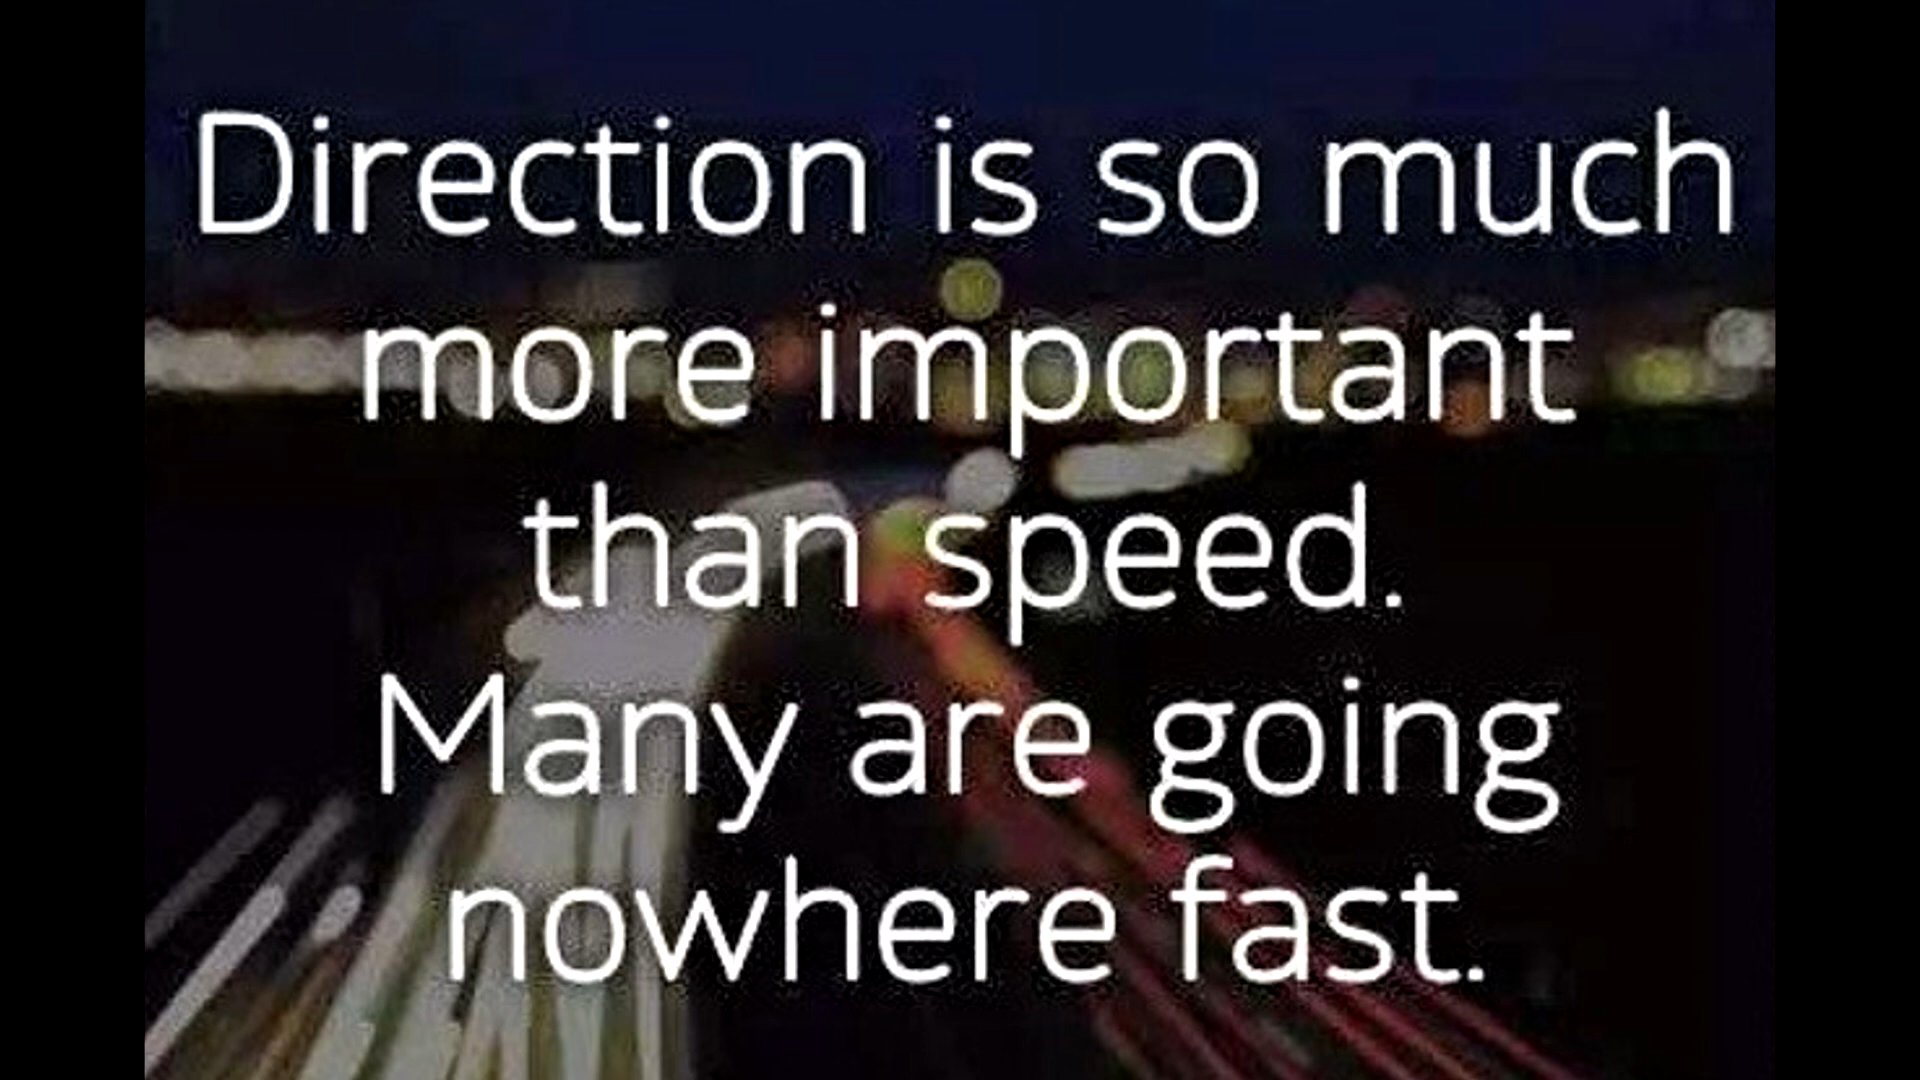 Direction is so much
more important
than speed.
Many are going
nowhere fast.